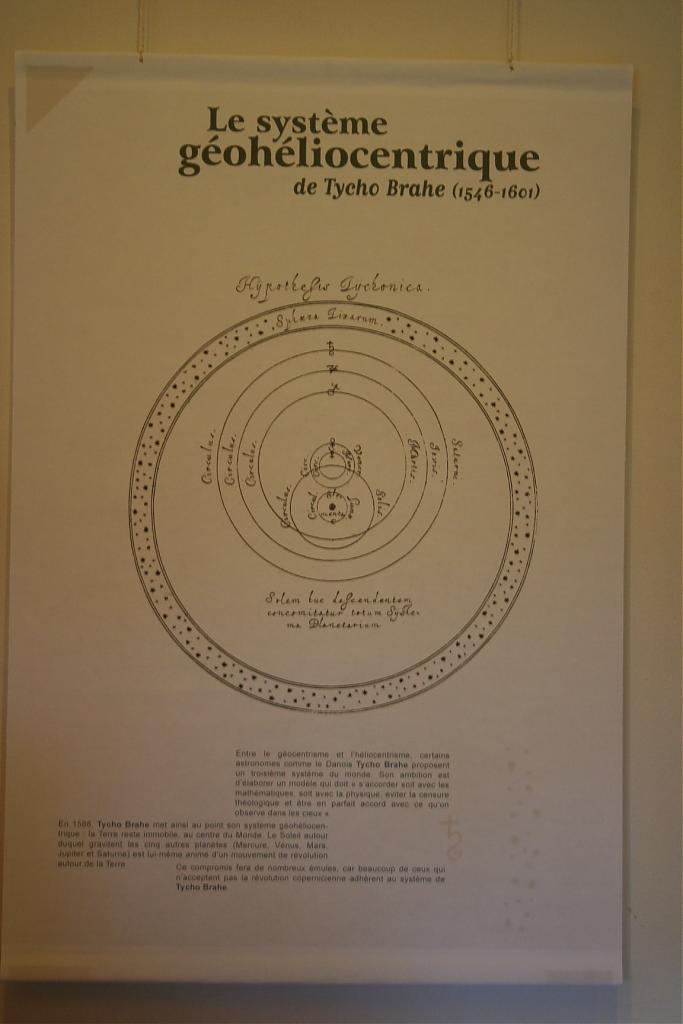 Le système
géohéliocentrique
de Tycho Brahe (1546-1601)
Hypothesis Tychonica.
Sphæra Fixarum.
♄
♃
♂
Circulus.
Circulus.
Circulus.
Martis.
Jovis.
Saturni.
Circulus.
Solis.
Solem huc descendentem
concomitatur totum Syste-
ma Planetarium
Entre le géocentrisme et l'héliocentrisme, certains
astronomes comme le Danois Tycho Brahe proposent
un troisième système du monde. Son ambition est
d'élaborer un modèle qui doit « s'accorder soit avec les
mathématiques, soit avec la physique, éviter la censure
théologique et être en parfait accord avec ce qu'on
observe dans les cieux ».
En 1586, Tycho Brahe met ainsi au point son système géohéliocen-
trique : la Terre reste immobile, au centre du Monde. Le Soleil autour
duquel gravitent les cinq autres planètes (Mercure, Vénus, Mars,
Jupiter et Saturne) est lui-même animé d'un mouvement de révolution
autour de la Terre.
Ce compromis fera de nombreux émules, car beaucoup de ceux qui
n'acceptent pas la révolution copernicienne adhèrent au système de
Tycho Brahe.
♄